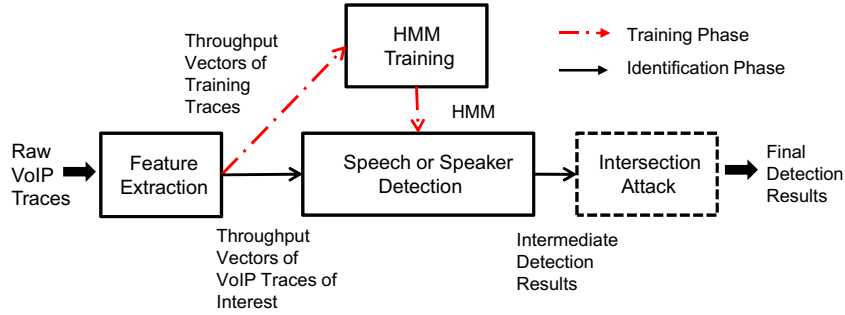 Throughput
Vectors of
Training
Traces
HMM
Training
Training Phase
Identification Phase
HMM
Raw
VoIP
Traces
Feature
Extraction
Speech or Speaker
Detection
Intersection
Attack
Final
Detection
Results
Throughput
Vectors of
VoIP Traces of
Interest
Intermediate
Detection
Results